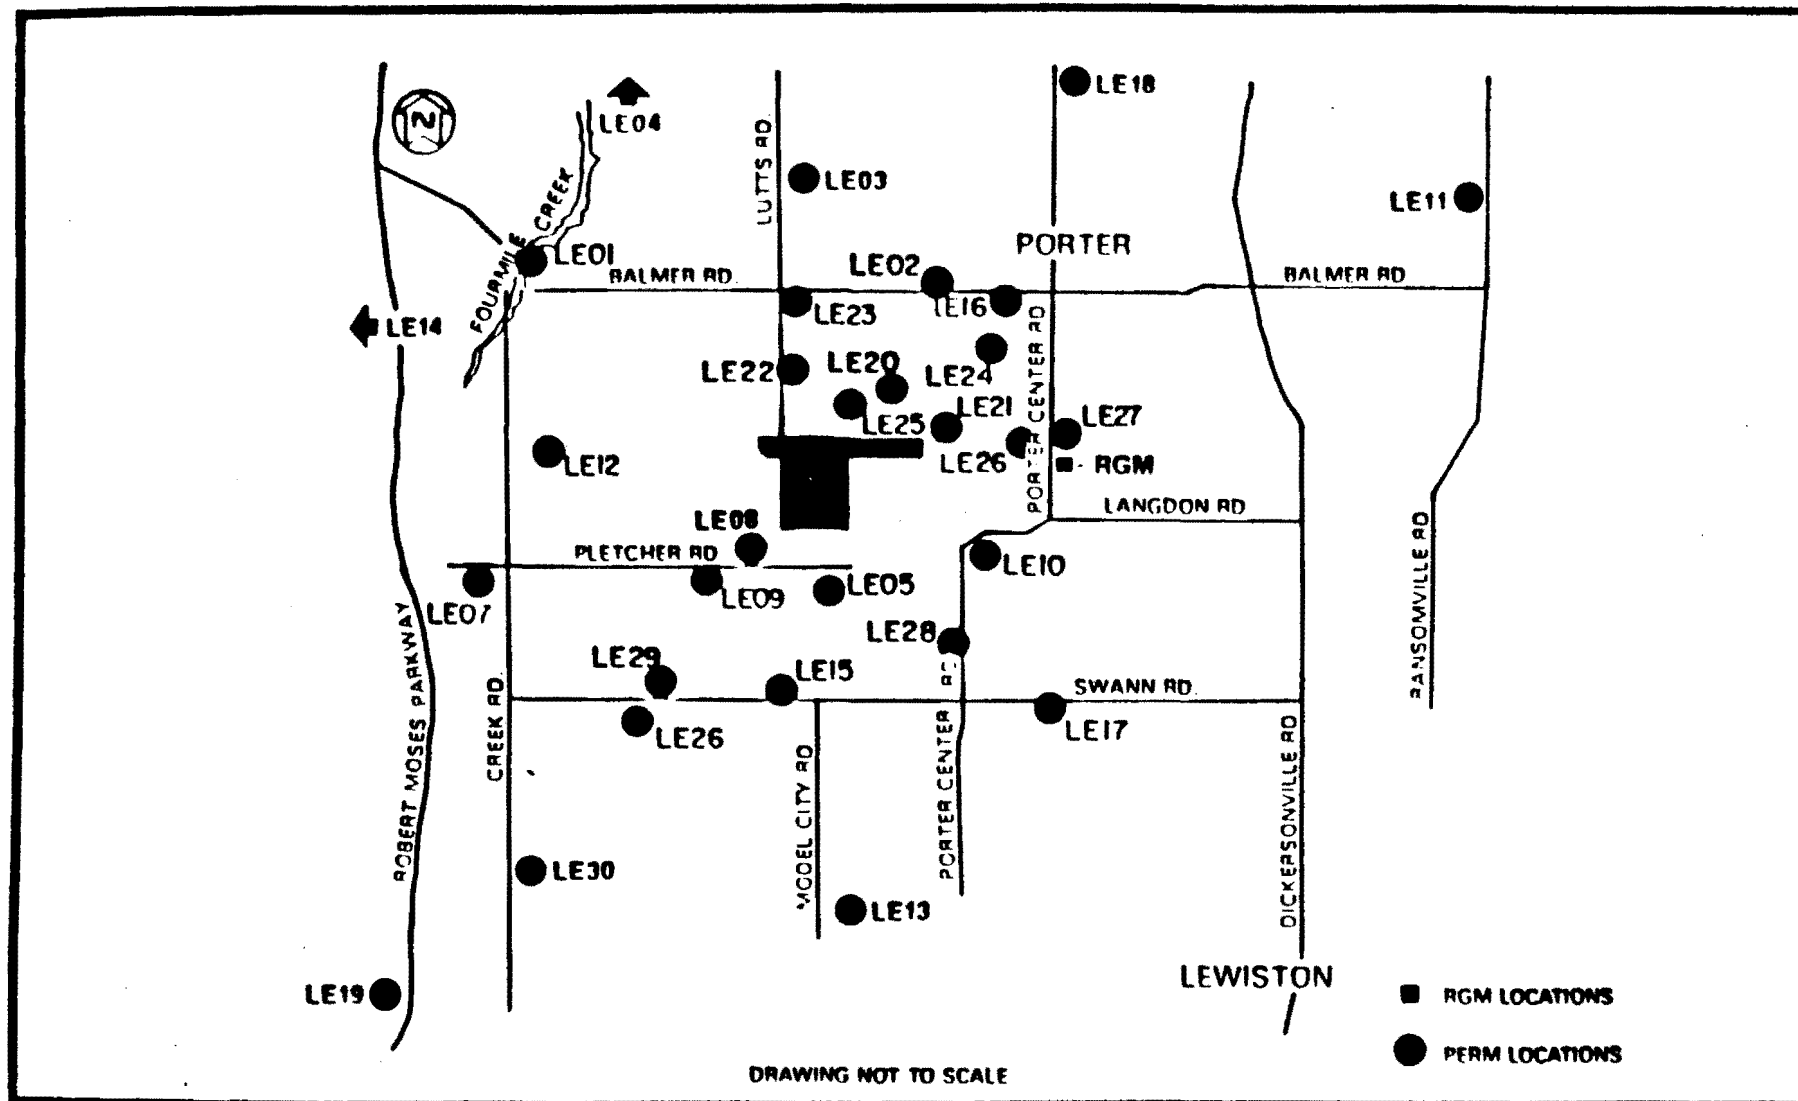 LE18
N
LE04
LUTTS RD.
LE03
LE11
FOURMILE CREEK
PORTER
LE01
LE02
BALMER RD.
BALMER RD
LE16
LE23
LE14
LE22
LE20
LE24
PORTER CENTER RD
LE21
LE27
LE25
LE12
LE26
RGM
LANGDON RD
LE08
PLETCHER RD
LE10
LE07
LE09
LE05
RANSOMVILLE RD
ROBERT MOSES PARKWAY
LE28
LE29
LE15
SWANN RD.
CREEK RD.
LE26
LE17
MODEL CITY RD
PORTER CENTER RD
DICKERSONVILLE RD
LE30
LE13
LEWISTON
LE19
RGM LOCATIONS
PERM LOCATIONS
DRAWING NOT TO SCALE